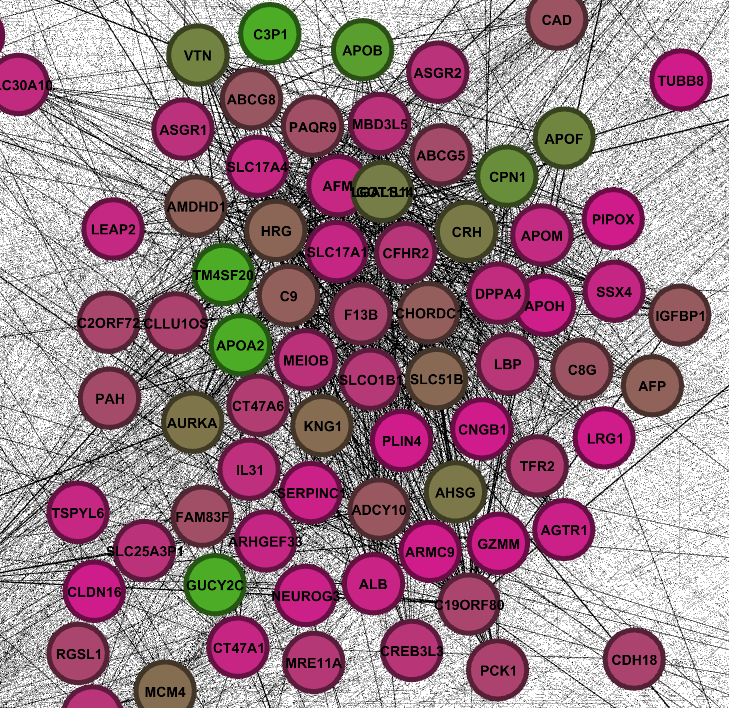 CAD
C3P1
VTN
APOB
ASGR2
TUBB8
LC30A10
ABCG8
PAQR9
MBD3L5
ASGR1
APOF
ABCG5
SLC17A4
CPN1
AFM
AMDHD1
PIPOX
LEAP2
HRG
CRH
APOM
SLC17A1
CFHR2
TM4SF20
C9
DPPA4
APOH
SSX4
C2ORF72
CLLU1OS
F13B
CHORDC1
IGFBP1
APOA2
MEIOB
LBP
C8G
SLCO1B1
SLC51B
AFP
PAH
CT47A6
AURKA
KNG1
PLIN4
CNGB1
LRG1
IL31
TFR2
SERPINC1
AHSG
TSPYL6
FAM83F
ADCY10
AGTR1
SLC25A3P1
ARHGEF33
ARMC9
GZMM
CLDN16
GUCY2C
NEUROG3
ALB
C19ORF80
RGSL1
CT47A1
MRE11A
CREB3L3
PCK1
CDH18
MCM4